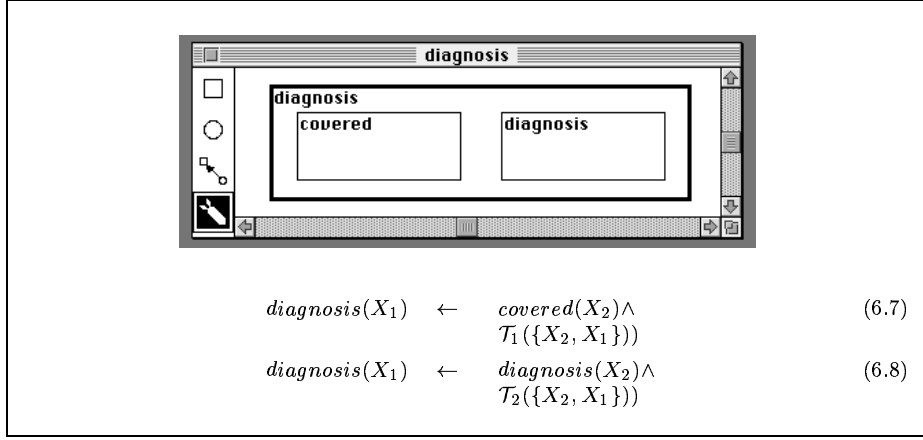 diagnosis
diagnosis
covered diagnosis
diagnosis(X₁) ← covered(X₂)∧ (6.7)
𝒯₁({X₂, X₁}))
diagnosis(X₁) ← diagnosis(X₂)∧ (6.8)
𝒯₂({X₂, X₁}))